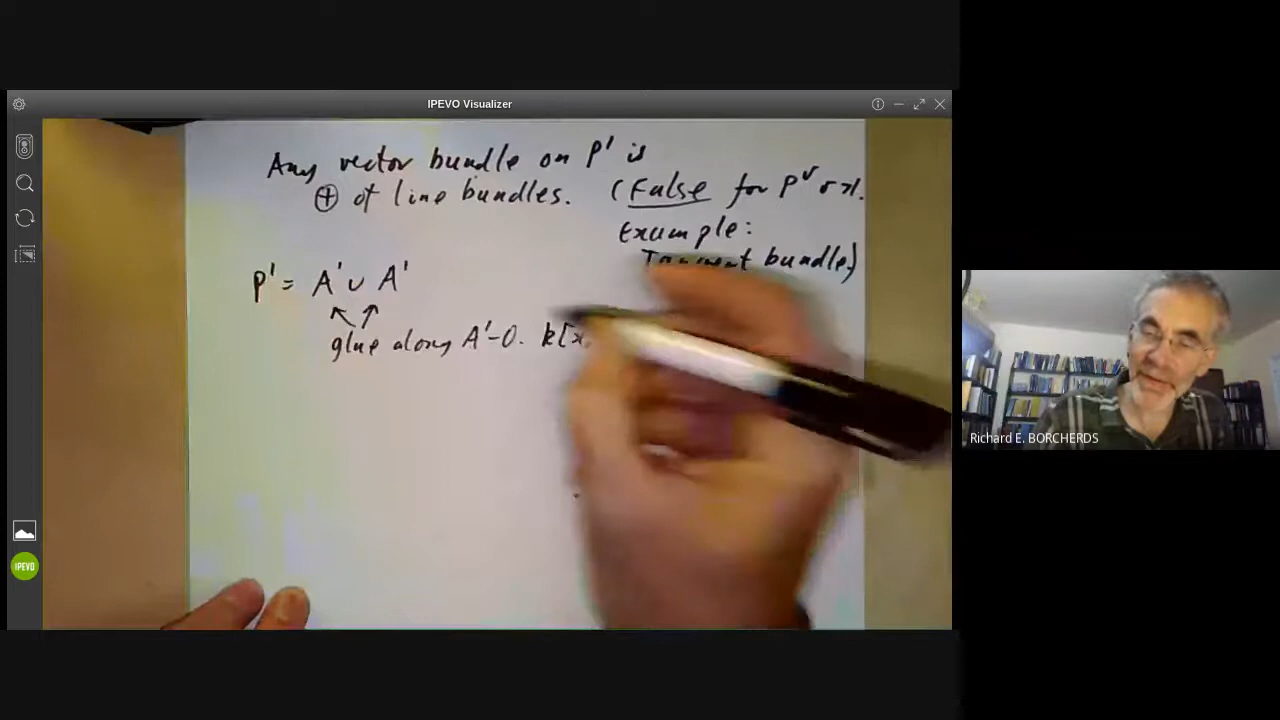 IPEVO Visualizer
Any vector bundle on P¹ is
⊕ of line bundles. (False for Pʳ r>1.
Example:
Tangent bundle)
P¹ = A¹ ∪ A¹
glue along A¹-0. k[x
Richard E. BORCHERDS
IPEVO